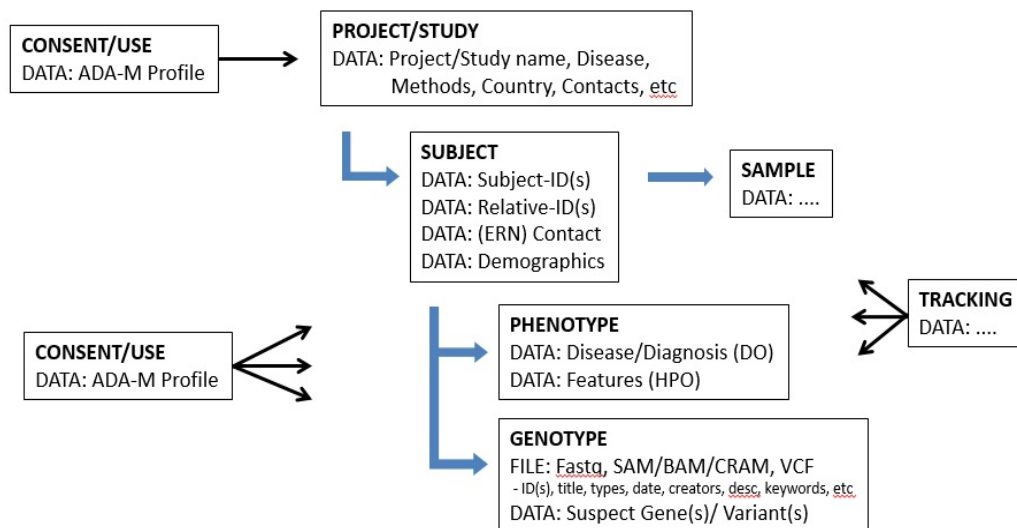 CONSENT/USE
DATA: ADA-M Profile
PROJECT/STUDY
DATA: Project/Study name, Disease,
Methods, Country, Contacts, etc
SUBJECT
DATA: Subject-ID(s)
DATA: Relative-ID(s)
DATA: (ERN) Contact
DATA: Demographics
SAMPLE
DATA: ....
TRACKING
DATA: ....
CONSENT/USE
DATA: ADA-M Profile
PHENOTYPE
DATA: Disease/Diagnosis (DO)
DATA: Features (HPO)
GENOTYPE
FILE: Fastq, SAM/BAM/CRAM, VCF
- ID(s), title, types, date, creators, desc, keywords, etc
DATA: Suspect Gene(s)/ Variant(s)